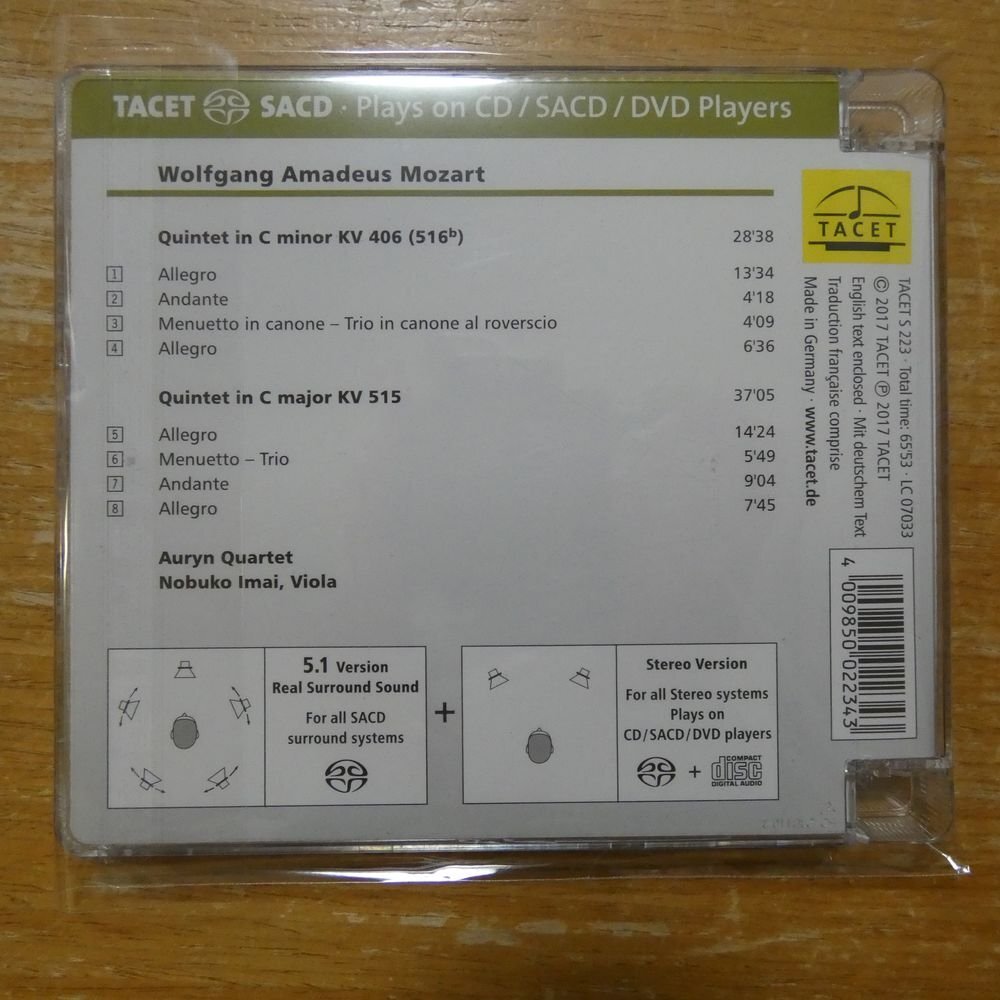 TACET SACD · Plays on CD / SACD / DVD Players
Wolfgang Amadeus Mozart
Quintet in C minor KV 406 (516ᵇ) 28'38
1 Allegro 13'34
2 Andante 4'18
3 Menuetto in canone – Trio in canone al roverscio 4'09
4 Allegro 6'36
Quintet in C major KV 515 37'05
5 Allegro 14'24
6 Menuetto – Trio 5'49
7 Andante 9'04
8 Allegro 7'45
Auryn Quartet
Nobuko Imai, Viola
5.1 Version
Real Surround Sound
For all SACD
surround systems
+
Stereo Version
For all Stereo systems
Plays on
CD/SACD/DVD players
+
COMPACT
disc
DIGITAL AUDIO
TACET
TACET S 223 · Total time: 65'53 · LC 07033
© 2017 TACET ℗ 2017 TACET
English text enclosed · Mit deutschem Text
Traduction française comprise
Made in Germany · www.tacet.de
4 009850 022343